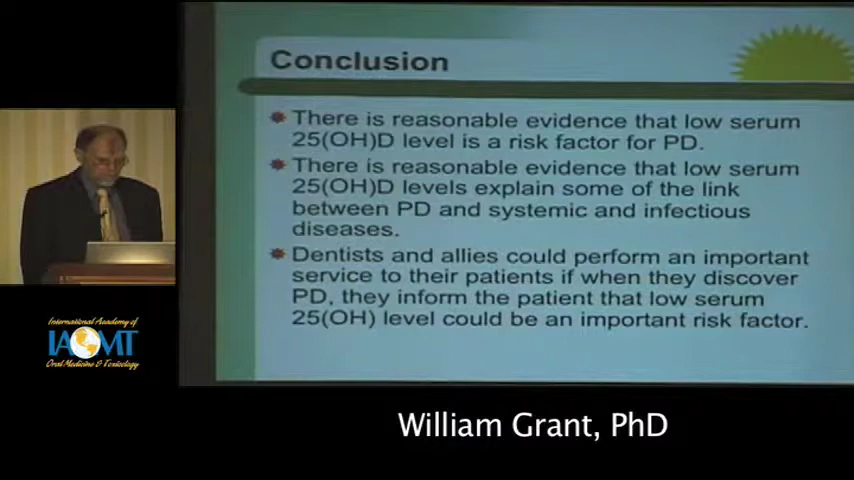 Conclusion
There is reasonable evidence that low serum
25(OH)D level is a risk factor for PD.
There is reasonable evidence that low serum
25(OH)D levels explain some of the link
between PD and systemic and infectious
diseases.
Dentists and allies could perform an important
service to their patients if when they discover
PD, they inform the patient that low serum
25(OH) level could be an important risk factor.
International Academy of
IAOMT
Oral Medicine & Toxicology
William Grant, PhD